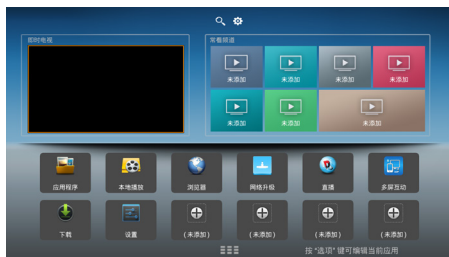 即时电视
常看频道
未添加 未添加 未添加 未添加
未添加 未添加 未添加
应用程序 本地播放 浏览器 网络升级 直播 多屏互动
下载 设置 (未添加) (未添加) (未添加) (未添加)
按“选项”键可编辑当前应用